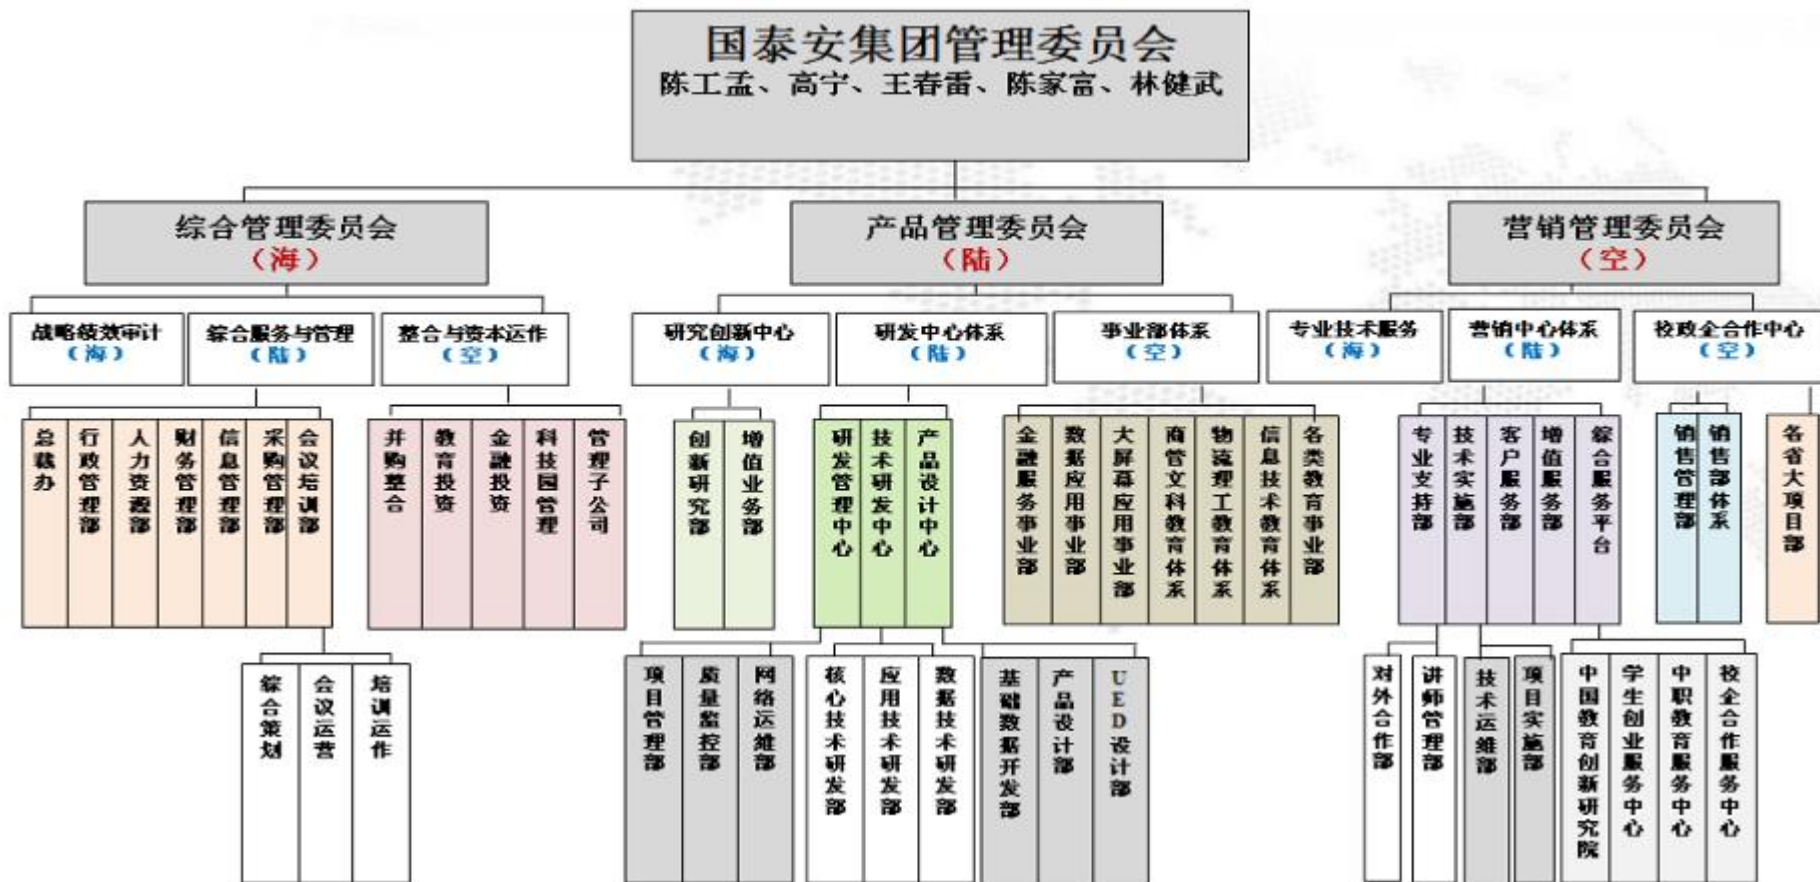 国泰安集团管理委员会
陈工孟、高宁、王春雷、陈家富、林健武
综合管理委员会
（海）
产品管理委员会
（陆）
营销管理委员会
（空）
战略绩效审计
（海）
综合服务与管理
（陆）
整合与资本运作
（空）
研究创新中心
（海）
研发中心体系
（陆）
事业部体系
（空）
专业技术服务
（海）
营销中心体系
（陆）
校政企合作中心
（空）
总裁办
行政管理部
人力资源部
财务管理部
信息管理部
采购管理部
会议培训部
并购整合
教育投资
金融投资
科技园管理
管理子公司
创新研究部
增值业务部
研发管理中心
技术研发中心
产品设计中心
金融服务事业部
数据应用事业部
大屏幕应用事业部
商管文科教育体系
物流理工教育体系
信息技术教育体系
各类教育事业部
专业支持部
技术实施部
客户服务部
增值服务部
综合服务平台
销售管理部
销售部体系
各省大项目部
综合策划
会议运营
培训运作
项目管理部
质量监控部
网络运维部
核心技术研发部
应用技术研发部
数据技术研发部
基础数据开发部
产品设计部
UED设计部
对外合作部
讲师管理部
技术运维部
项目实施部
中国教育创新研究院
学生创业服务中心
中职教育服务中心
校企合作服务中心